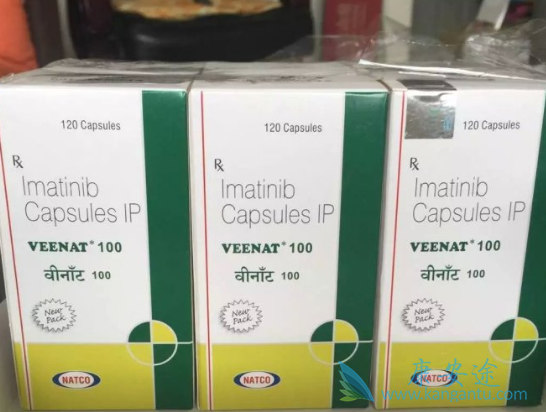 120 Capsules
Rx
Imatinib
Capsules IP
VEENAT® 100
वीनाँट 100
New
Pack
NATCO
120 Capsules
Rx
Imatinib
Capsules IP
VEENAT® 100
वीनाँट 100
New
Pack
NATCO
120 Capsules
Rx
Imatinib
Capsules IP
VEENAT® 100
वीनाँट 100
New
Pack
NATCO
康安途
www.kangantu.com